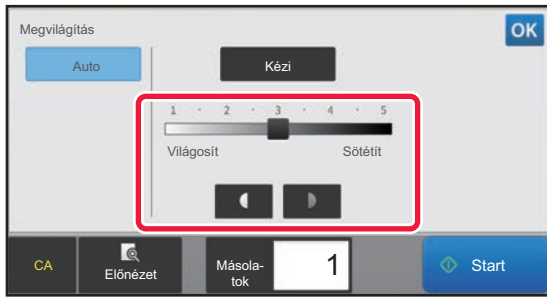 Megvilágítás
OK
Auto
Kézi
1 · 2 · 3 · 4 · 5
Világosít
Sötétít
CA
Előnézet
Másola-
tok
1
Start